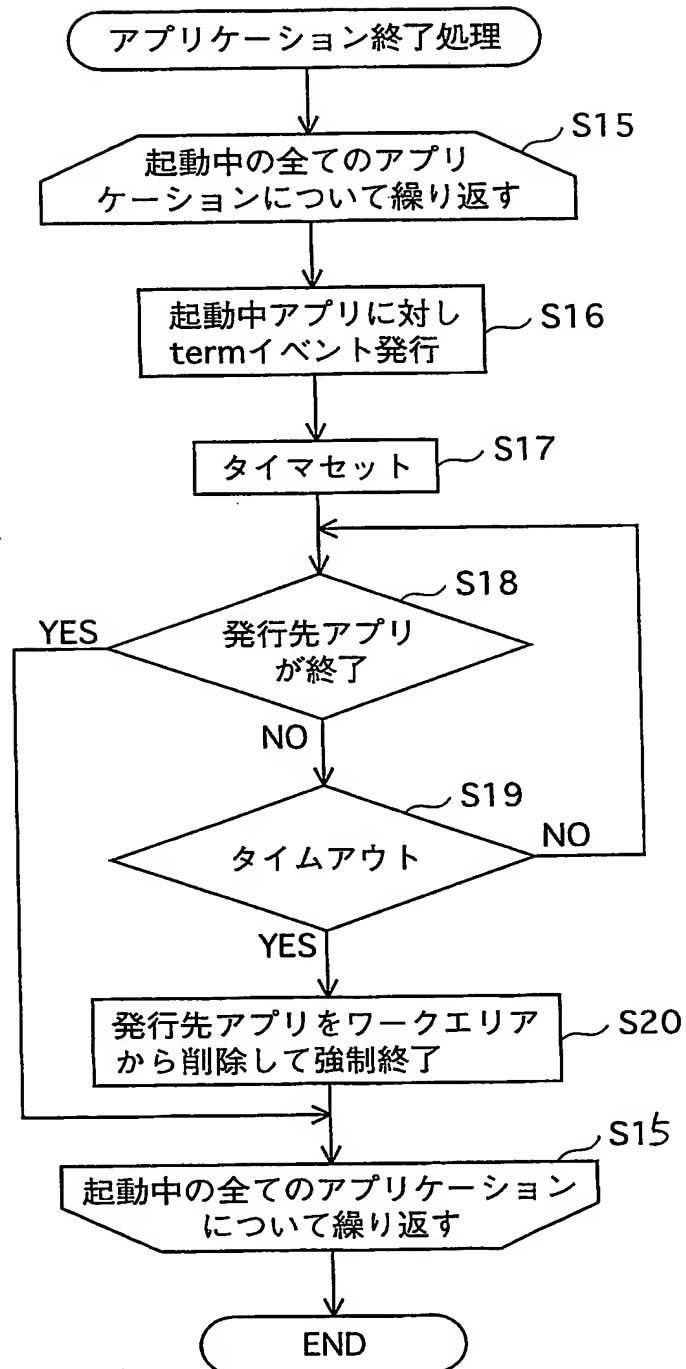 アプリケーション終了処理
S15
起動中の全てのアプリ
ケーションについて繰り返す
起動中アプリに対し
termイベント発行
S16
タイマセット
S17
S18
YES
発行先アプリ
が終了
NO
S19
タイムアウト
NO
YES
発行先アプリをワークエリア
から削除して強制終了
S20
S15
起動中の全てのアプリケーション
について繰り返す
END